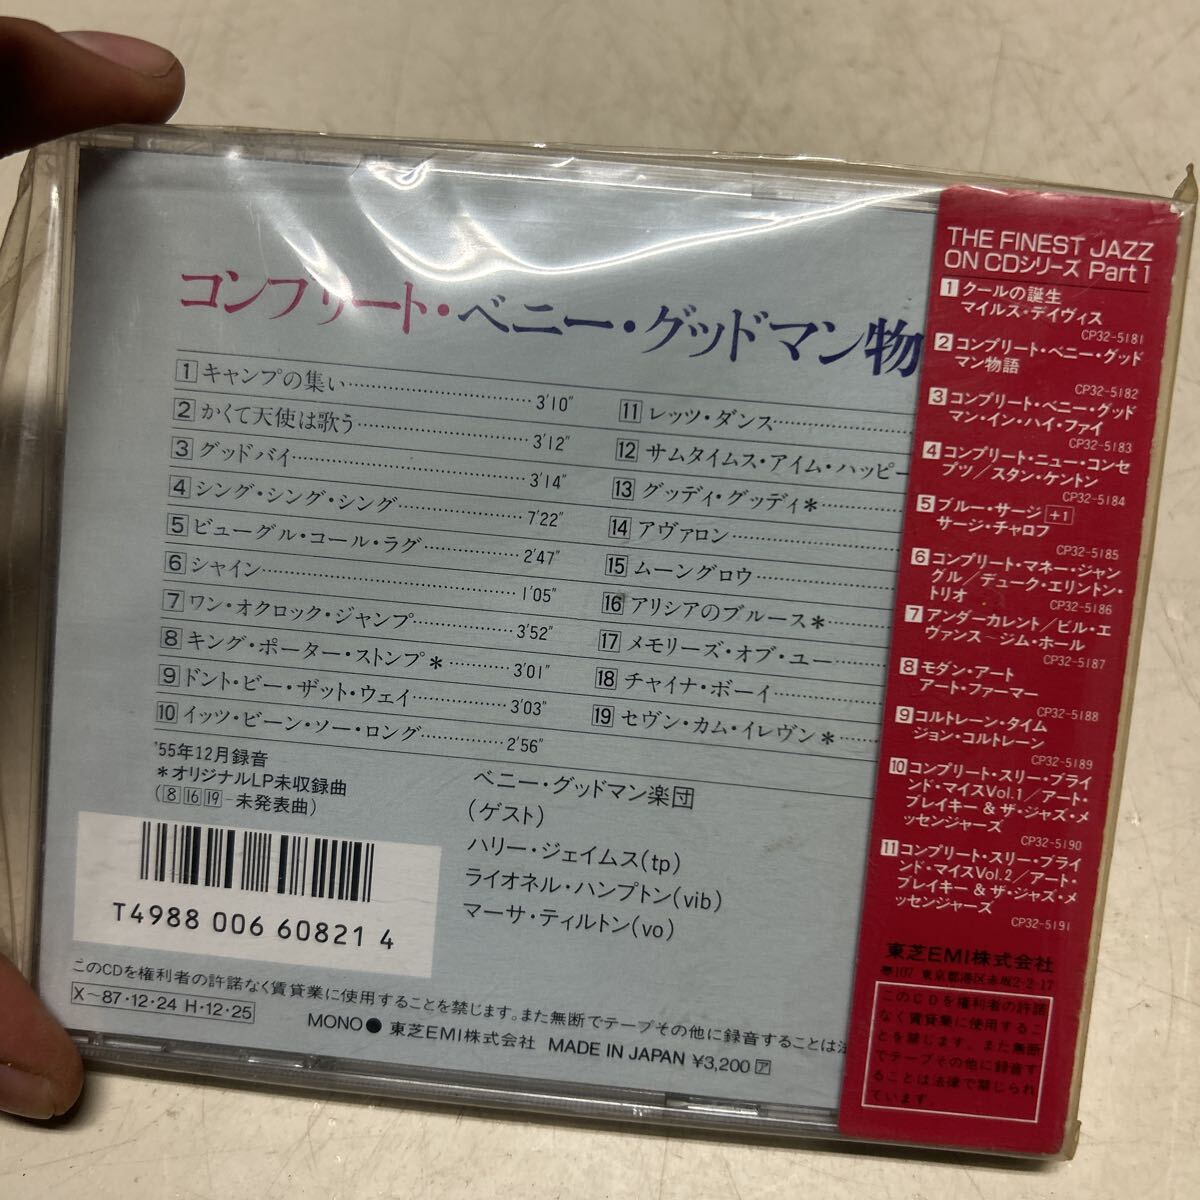 コンプリート・ベニー・グッドマン物
1 キャンプの集い 3'10"
2 かくて天使は歌う 3'12"
3 グッドバイ 3'14"
4 シング・シング・シング 7'22"
5 ビューグル・コール・ラグ 2'47"
6 シャイン 1'05"
7 ワン・オクロック・ジャンプ 3'52"
8 キング・ポーター・ストンプ＊ 3'01"
9 ドント・ビー・ザット・ウェイ 3'03"
10 イッツ・ビーン・ソー・ロング 2'56"
11 レッツ・ダンス
12 サムタイムス・アイム・ハッピー
13 グッディ・グッディ＊
14 アヴァロン
15 ムーングロウ
16 アリシアのブルース＊
17 メモリーズ・オブ・ユー
18 チャイナ・ボーイ
19 セヴン・カム・イレヴン＊
'55年12月録音
＊オリジナルLP未収録曲
(8 16 19-未発表曲)
ベニー・グッドマン楽団
(ゲスト)
ハリー・ジェイムス(tp)
ライオネル・ハンプトン(vib)
マーサ・ティルトン(vo)
T4988 006 60821 4
このCDを権利者の許諾なく賃貸業に使用することを禁じます。また無断でテープその他に録音することは法
X～87・12・24 H・12・25
MONO● 東芝EMI株式会社 MADE IN JAPAN ¥3,200 ア
THE FINEST JAZZ
ON CDシリーズ Part 1
1 クールの誕生
マイルス・デイヴィス
CP32-5181
2 コンプリート・ベニー・グッド
マン物語
CP32-5182
3 コンプリート・ベニー・グッド
マン・イン・ハイ・ファイ
CP32-5183
4 コンプリート・ニュー・コンセ
プツ／スタン・ケントン
CP32-5184
5 ブルー・サージ +1
サージ・チャロフ
CP32-5185
6 コンプリート・マネー・ジャン
グル／デューク・エリントン・
トリオ
CP32-5186
7 アンダーカレント／ビル・エ
ヴァンス～ジム・ホール
CP32-5187
8 モダン・アート
アート・ファーマー
CP32-5188
9 コルトレーン・タイム
ジョン・コルトレーン
CP32-5189
10 コンプリート・スリー・ブライ
ンド・マイスVol.1／アート・
ブレイキー & ザ・ジャズ・メ
ッセンジャーズ
CP32-5190
11 コンプリート・スリー・ブライ
ンド・マイスVol.2／アート・
ブレイキー & ザ・ジャズ・メ
ッセンジャーズ
CP32-5191
東芝EMI株式会社
〒107 東京都港区赤坂2-2-17
このCDを権利者の許諾
なく賃貸業に使用するこ
とを禁じます。また無断
でテープその他に録音す
ることは法律で禁じられ
ています。